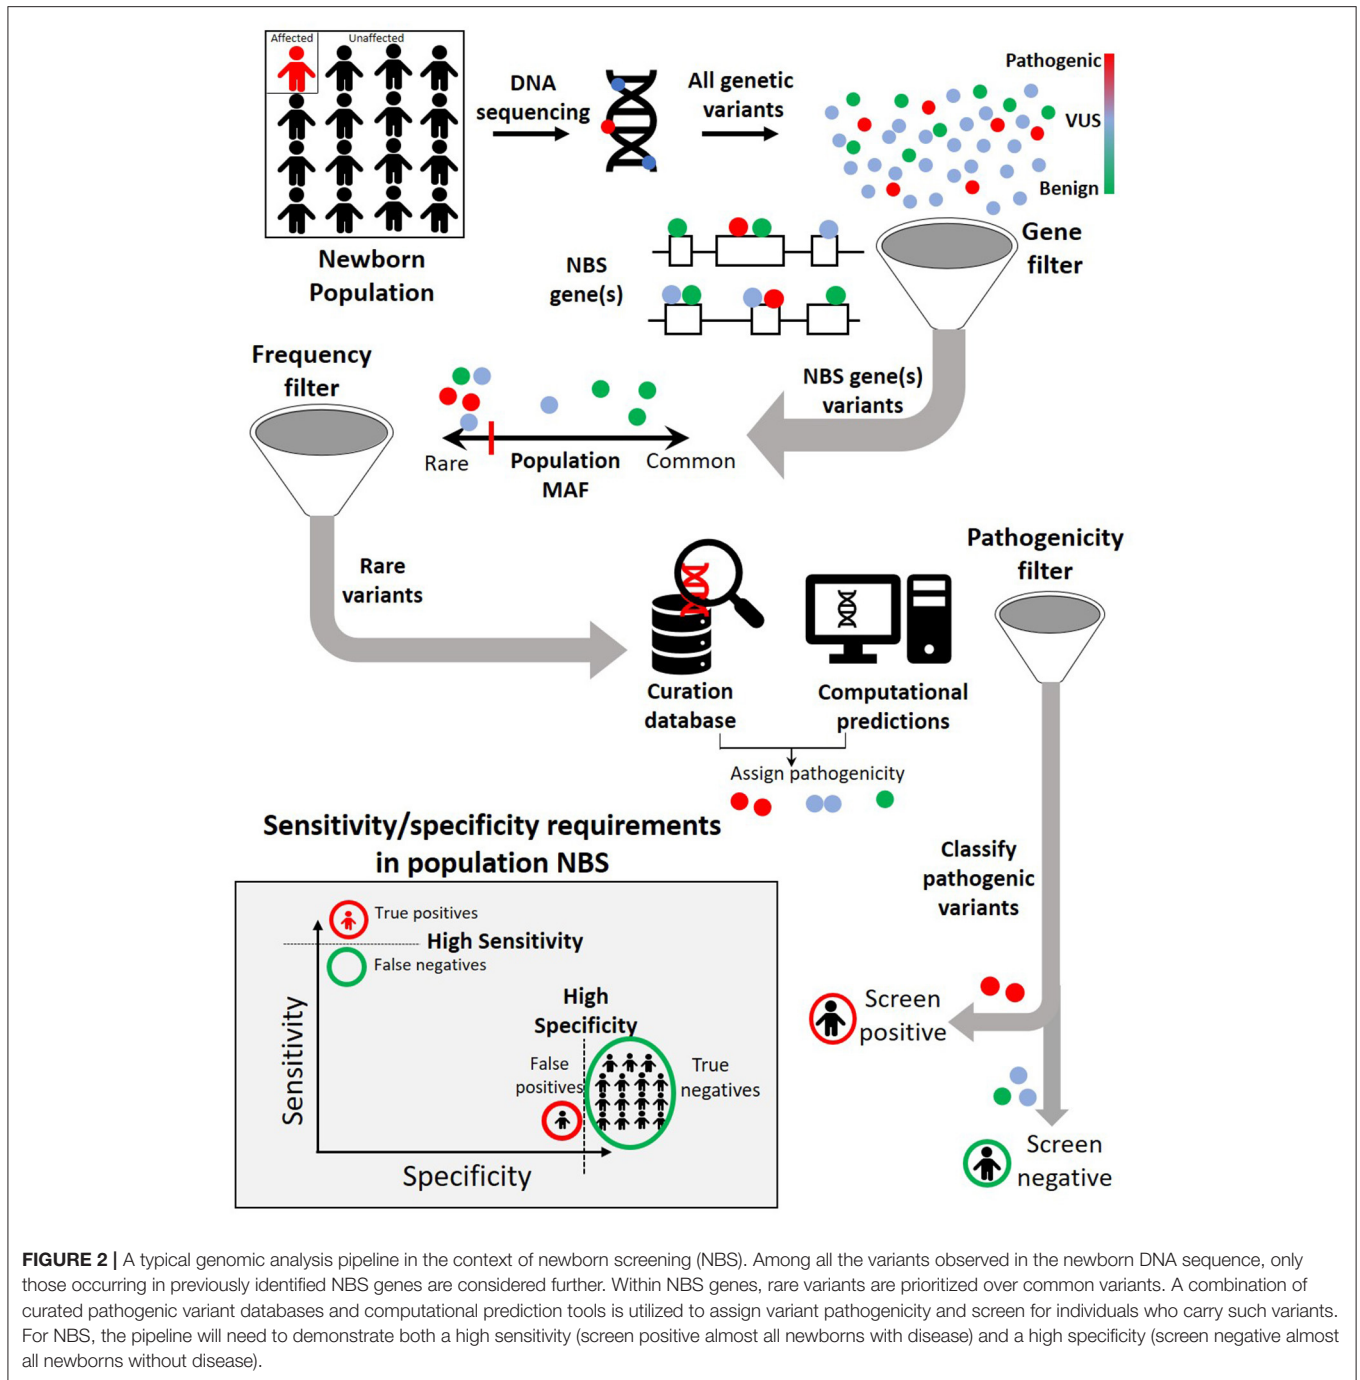 Affected
Unaffected
Newborn
Population
DNA
sequencing
All genetic
variants
Pathogenic
VUS
Benign
Gene
filter
NBS
gene(s)
NBS gene(s)
variants
Frequency
filter
Rare
Population
MAF
Common
Rare
variants
Curation
database
Computational
predictions
Assign pathogenicity
Pathogenicity
filter
Classify
pathogenic
variants
Screen
positive
Screen
negative
Sensitivity/specificity requirements
in population NBS
True positives
High Sensitivity
False negatives
High
Specificity
False
positives
True
negatives
Sensitivity
Specificity
FIGURE 2 | A typical genomic analysis pipeline in the context of newborn screening (NBS). Among all the variants observed in the newborn DNA sequence, only
those occurring in previously identified NBS genes are considered further. Within NBS genes, rare variants are prioritized over common variants. A combination of
curated pathogenic variant databases and computational prediction tools is utilized to assign variant pathogenicity and screen for individuals who carry such variants.
For NBS, the pipeline will need to demonstrate both a high sensitivity (screen positive almost all newborns with disease) and a high specificity (screen negative almost
all newborns without disease).